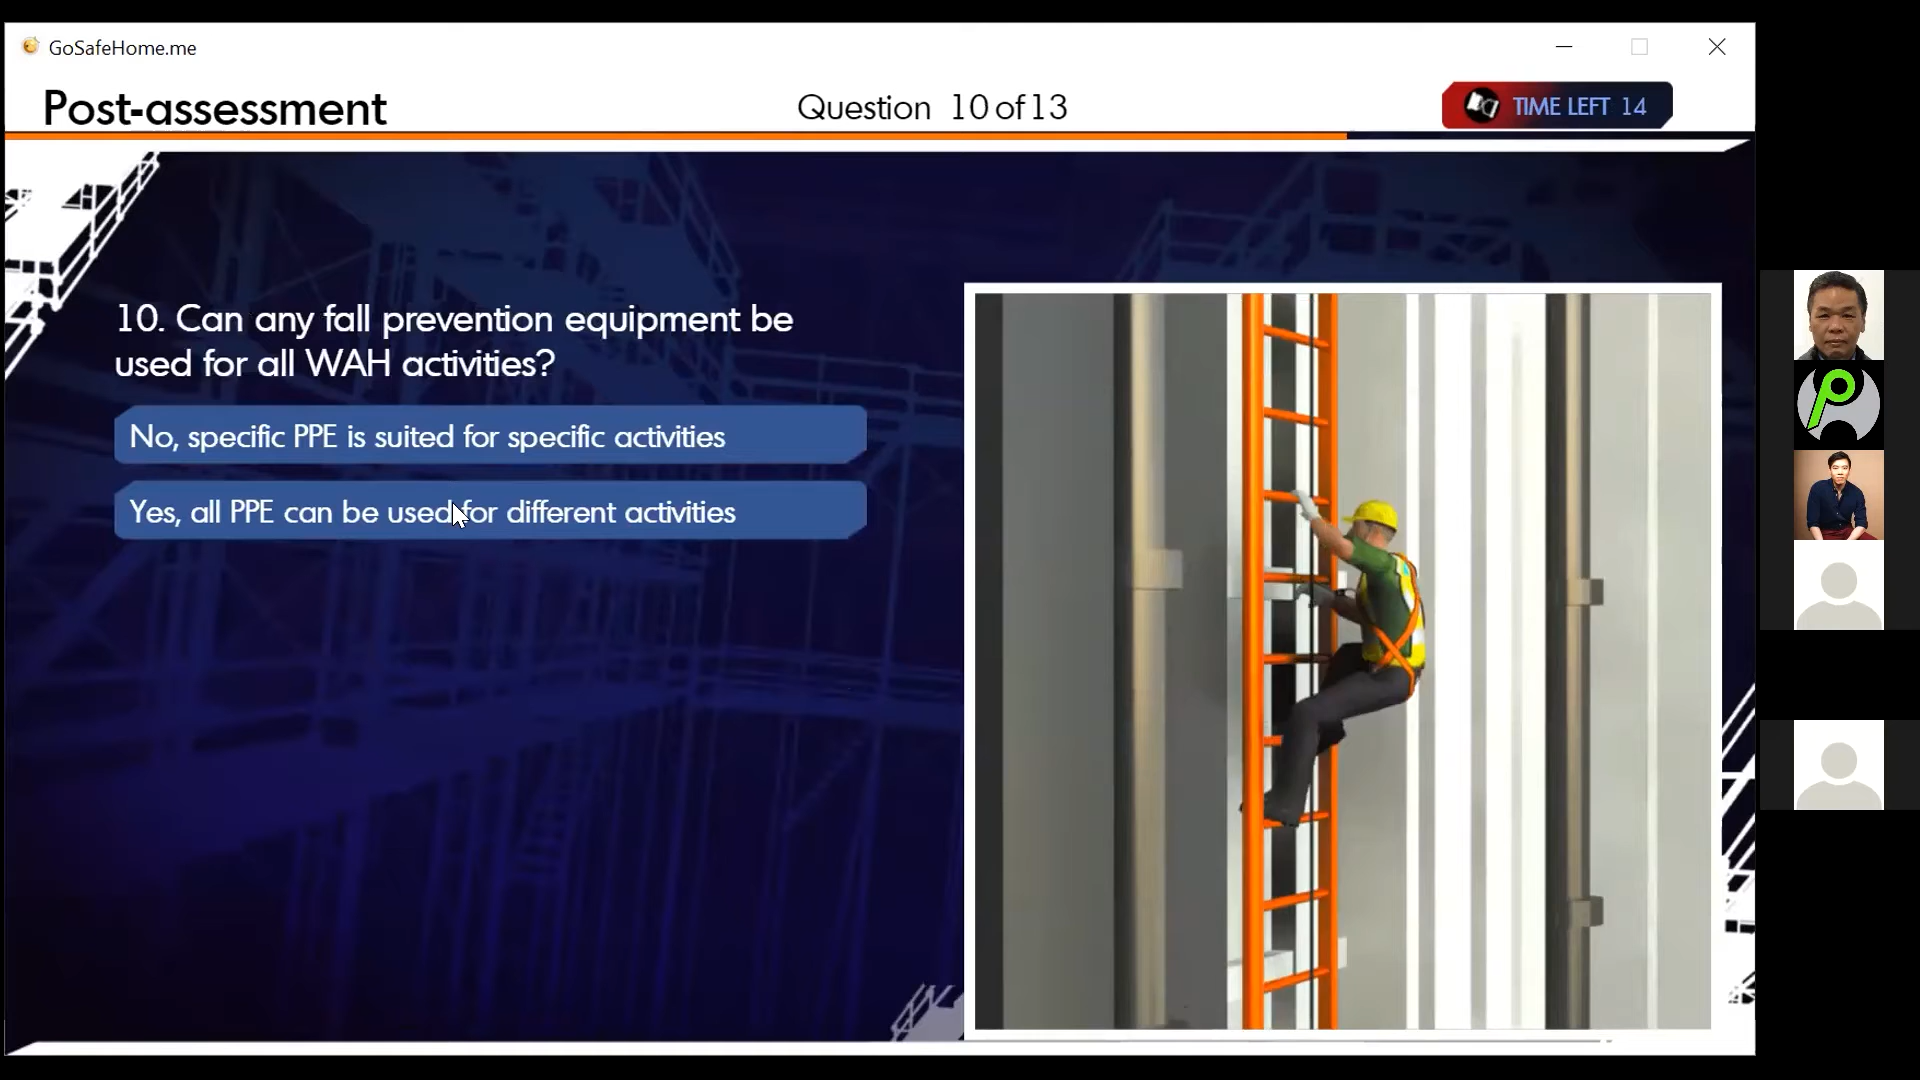 GoSafeHome.me
Post-assessment
Question 10 of 13
TIME LEFT 14
10. Can any fall prevention equipment be
used for all WAH activities?
No, specific PPE is suited for specific activities
Yes, all PPE can be used for different activities